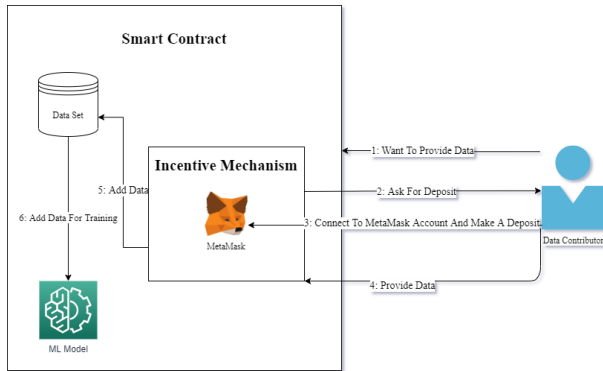 Smart Contract
Data Set
1: Want To Provide Data
Incentive Mechanism
5: Add Data
2: Ask For Deposit
6: Add Data For Training
3: Connect To MetaMask Account And Make A Deposit
MetaMask
Data Contributor
4: Provide Data
ML Model